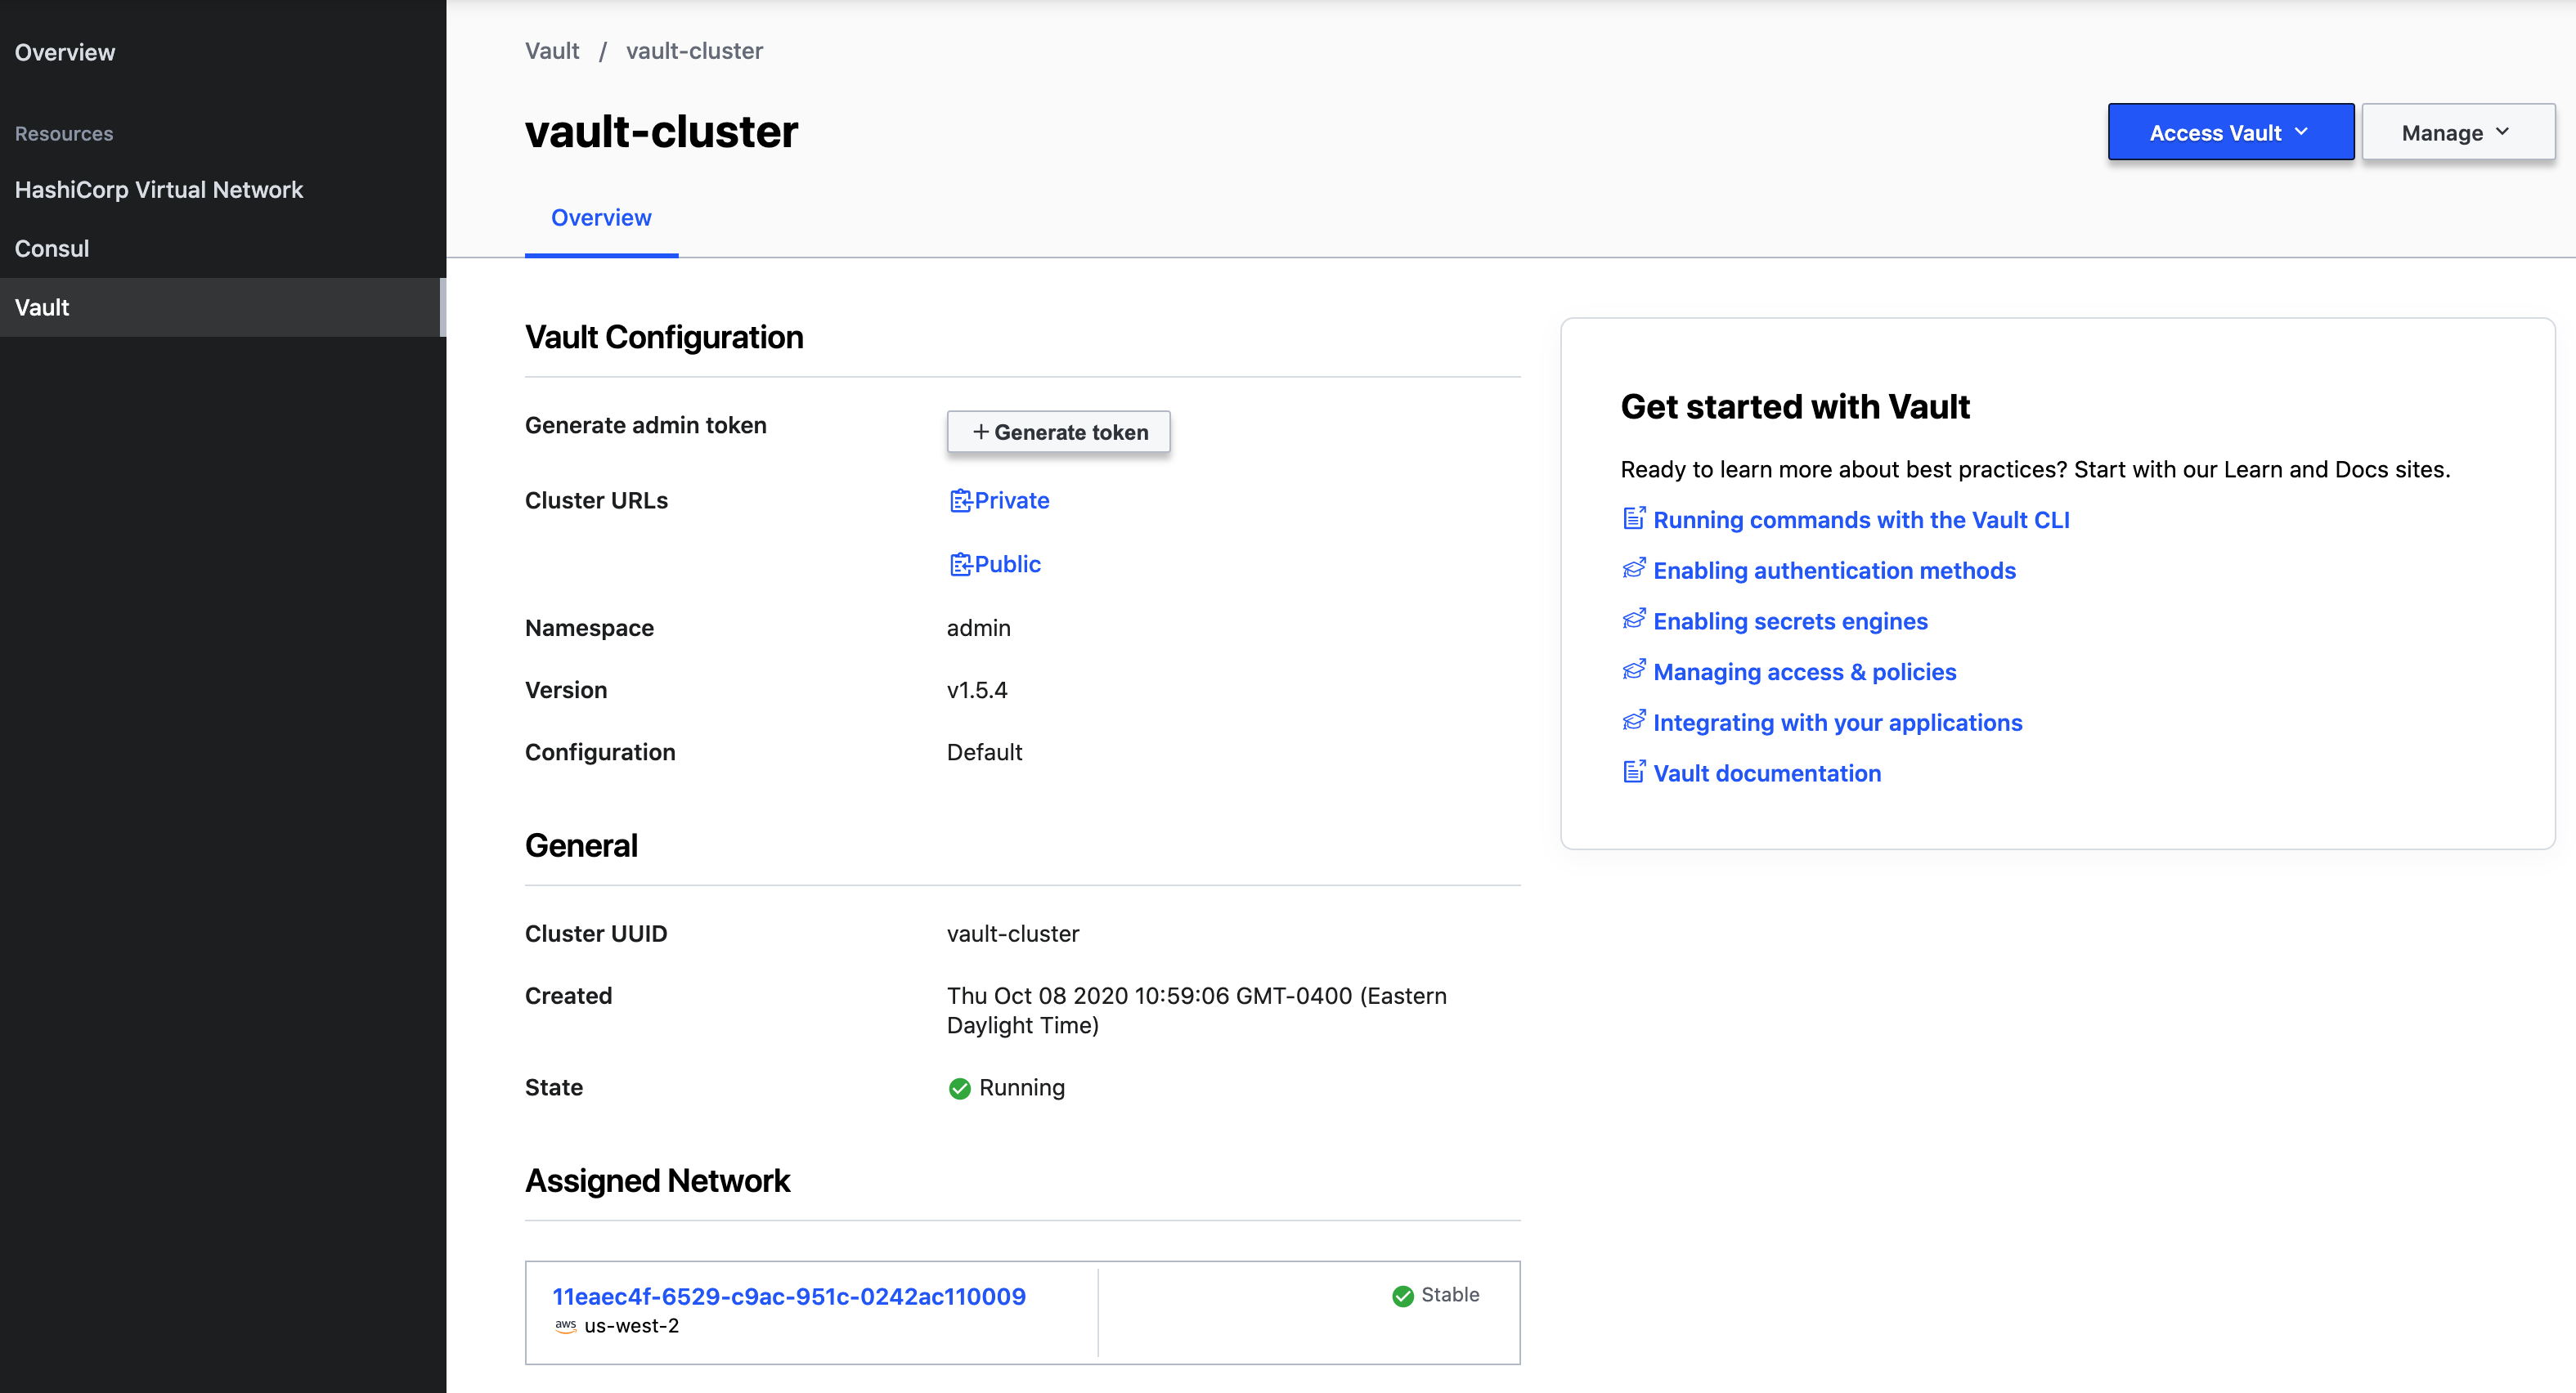 Overview
Resources
HashiCorp Virtual Network
Consul
Vault
Vault / vault-cluster
vault-cluster
Access Vault
Manage
Overview
Vault Configuration
Generate admin token
+ Generate token
Cluster URLs
Private
Public
Namespace
admin
Version
v1.5.4
Configuration
Default
General
Cluster UUID
vault-cluster
Created
Thu Oct 08 2020 10:59:06 GMT-0400 (Eastern
Daylight Time)
State
Running
Assigned Network
11eaec4f-6529-c9ac-951c-0242ac110009
aws us-west-2
Stable
Get started with Vault
Ready to learn more about best practices? Start with our Learn and Docs sites.
Running commands with the Vault CLI
Enabling authentication methods
Enabling secrets engines
Managing access & policies
Integrating with your applications
Vault documentation